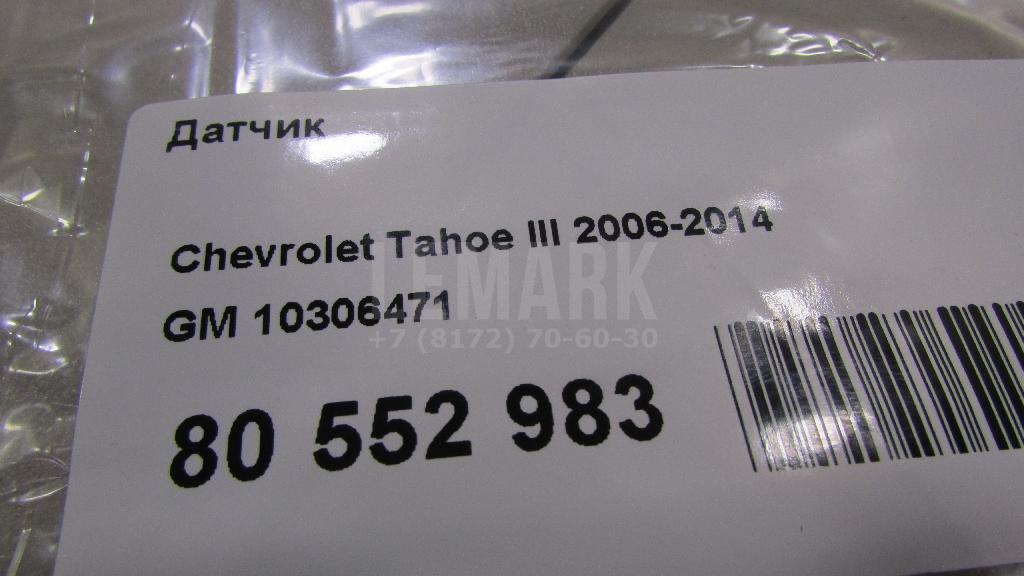 Датчик
Chevrolet Tahoe III 2006-2014
GM 10306471
80 552 983
LEMARK
+7 (8172) 70-60-30